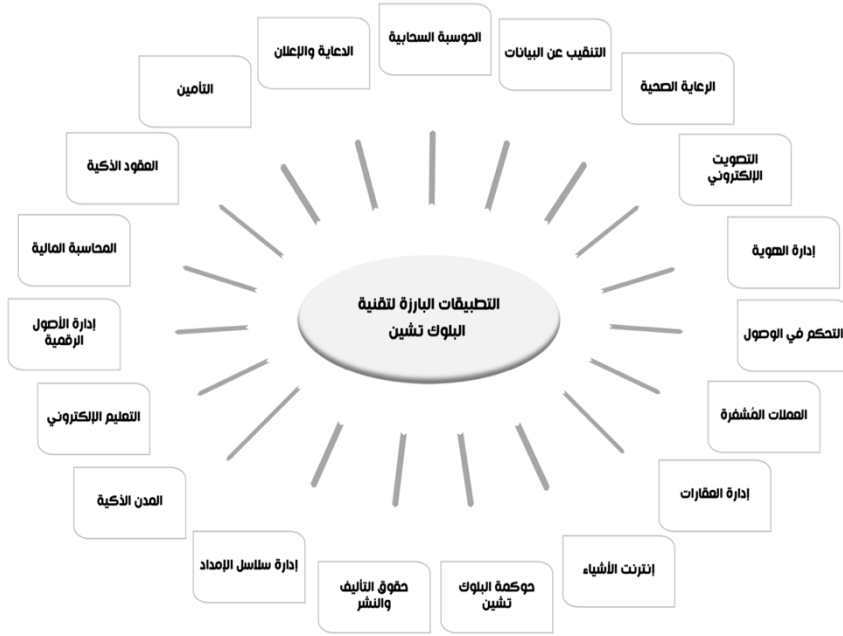 التطبيقات البارزة لتقنية
البلوك تشين
الحوسبة السحابية
التنقيب عن البيانات
الرعاية الصحية
التصويت
الإلكتروني
إدارة الهوية
التحكم في الوصول
العملات المُشفرة
إدارة العقارات
إنترنت الأشياء
حوكمة البلوك
تشين
حقوق التأليف
والنشر
إدارة سلاسل الإمداد
المدن الذكية
التعليم الإلكتروني
إدارة الأصول
الرقمية
المحاسبة المالية
العقود الذكية
التأمين
الدعاية والإعلان